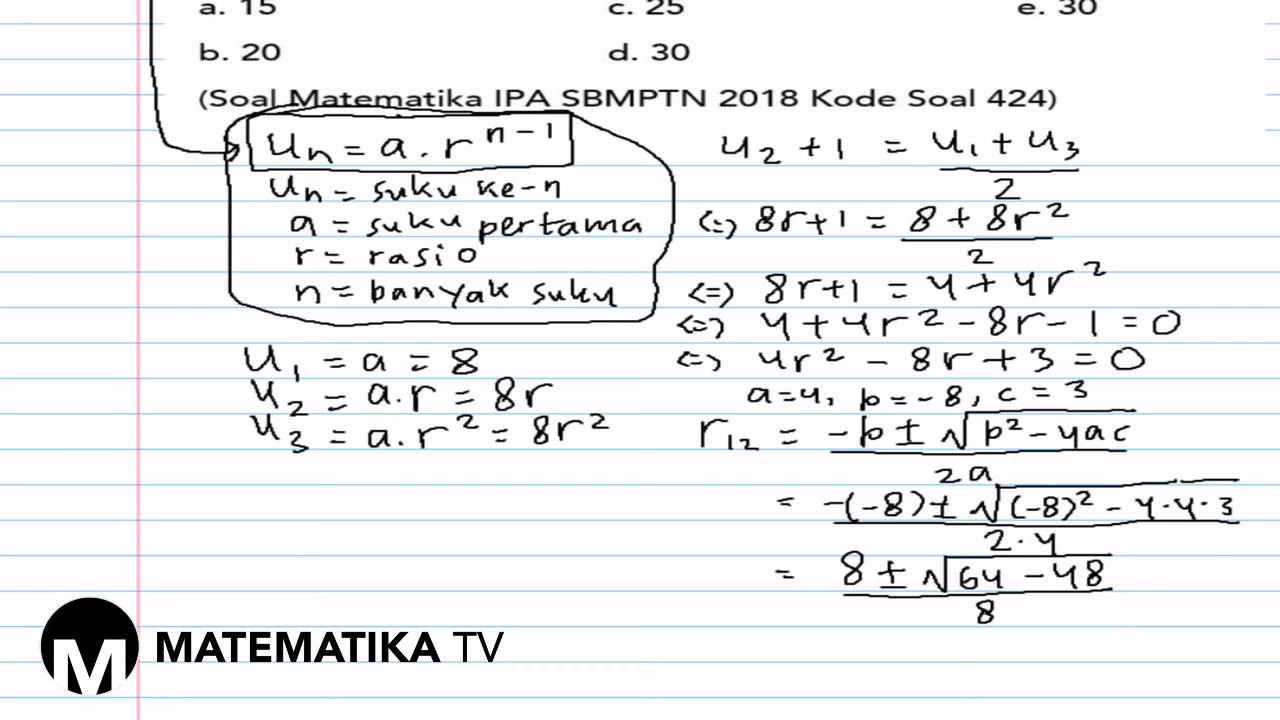 a. 15 c. 25 e. 30
b. 20 d. 30
(Soal Matematika IPA SBMPTN 2018 Kode Soal 424)
Un = a . r^(n-1)
Un = suku ke-n
a = suku pertama
r = rasio
n = banyak suku
U1 = a = 8
U2 = a.r = 8r
U3 = a.r² = 8r²
U2 + 1 = (U1 + U3)/2
<=> 8r+1 = (8 + 8r²)/2
<=> 8r+1 = 4 + 4r²
<=> 4 + 4r² - 8r - 1 = 0
<=> 4r² - 8r + 3 = 0
a=4, b=-8, c=3
r12 = (-b ± √(b² - 4ac))/2a
= (-(-8) ± √((-8)² - 4·4·3))/2·4
= (8 ± √(64 - 48))/8
M MATEMATIKA TV